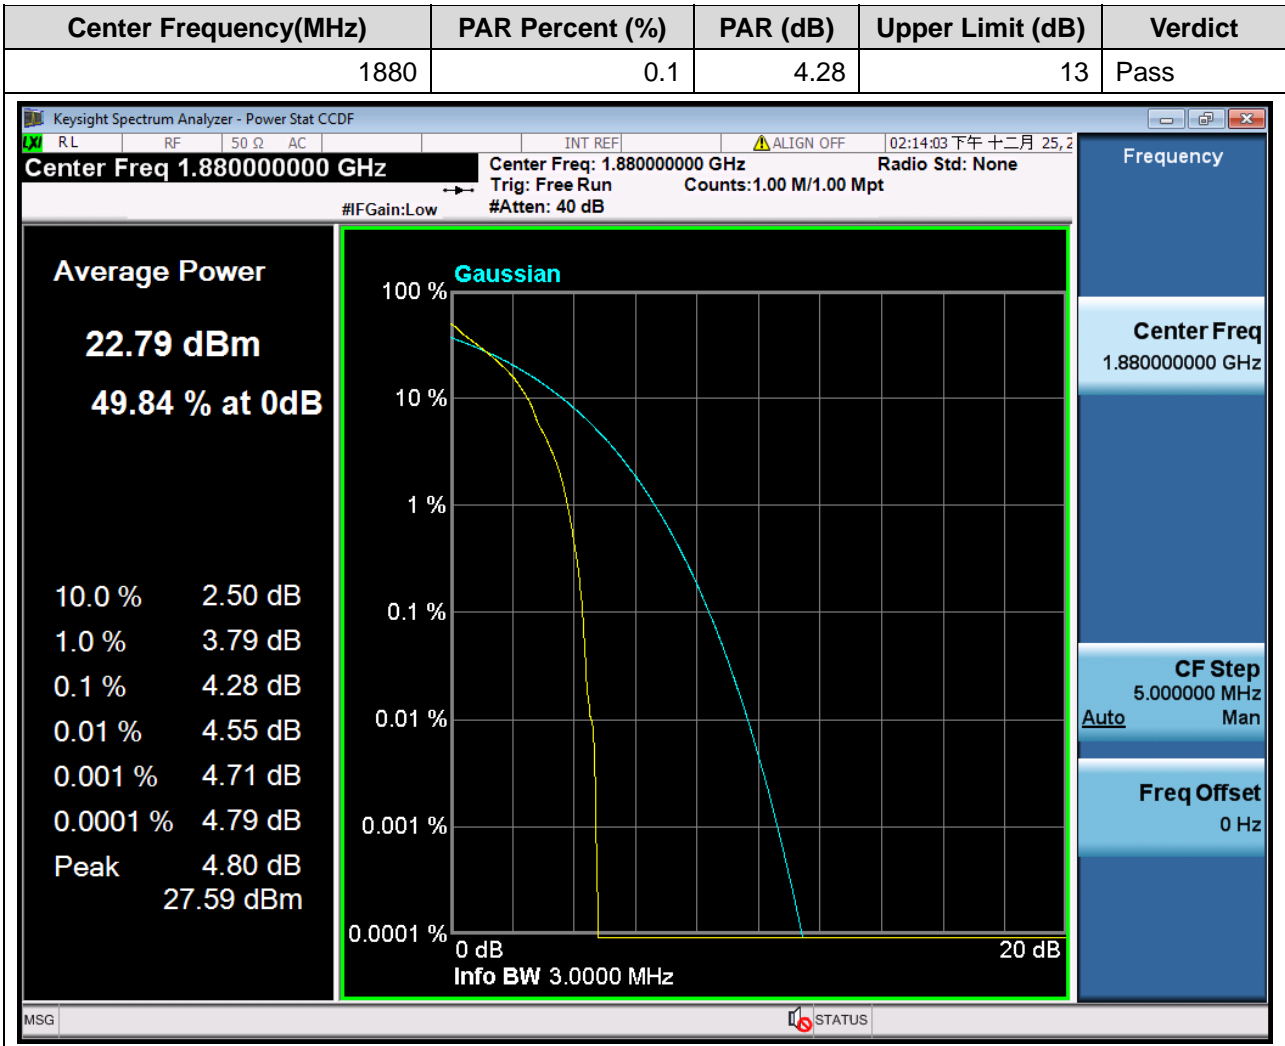 Center Frequency(MHz) PAR Percent (%) PAR (dB) Upper Limit (dB) Verdict
1880 0.1 4.28 13 Pass
Keysight Spectrum Analyzer - Power Stat CCDF
LXI RL RF 50 Ω AC INT REF ALIGN OFF 02:14:03 下午 十二月 25, 2
Center Freq 1.880000000 GHz
Center Freq: 1.880000000 GHz Radio Std: None
Trig: Free Run Counts:1.00 M/1.00 Mpt
#IFGain:Low #Atten: 40 dB
Average Power
22.79 dBm
49.84 % at 0dB
10.0 % 2.50 dB
1.0 % 3.79 dB
0.1 % 4.28 dB
0.01 % 4.55 dB
0.001 % 4.71 dB
0.0001 % 4.79 dB
Peak 4.80 dB
27.59 dBm
Gaussian
100 %
10 %
1 %
0.1 %
0.01 %
0.001 %
0.0001 %
0 dB 20 dB
Info BW 3.0000 MHz
Frequency
Center Freq
1.880000000 GHz
CF Step
5.000000 MHz
Auto Man
Freq Offset
0 Hz
MSG STATUS